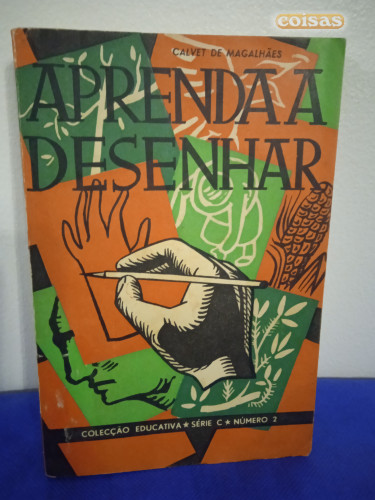 coisas
CALVET DE MAGALHÃES
APRENDA A
DESENHAR
COLECÇÃO EDUCATIVA ★ SÉRIE C ★ NÚMERO 2